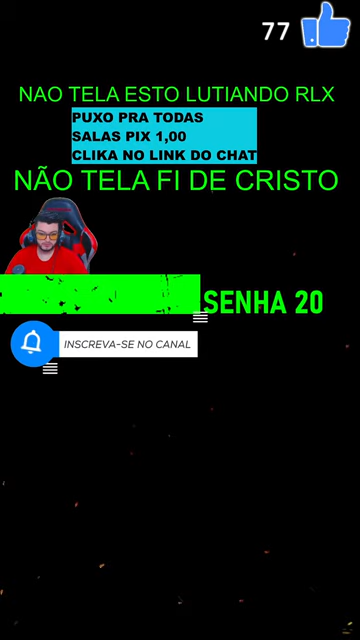 77
NAO TELA ESTO LUTIANDO RLX
PUXO PRA TODAS
SALAS PIX 1,00
CLIKA NO LINK DO CHAT
NÃO TELA FI DE CRISTO
SENHA 20
INSCREVA-SE NO CANAL